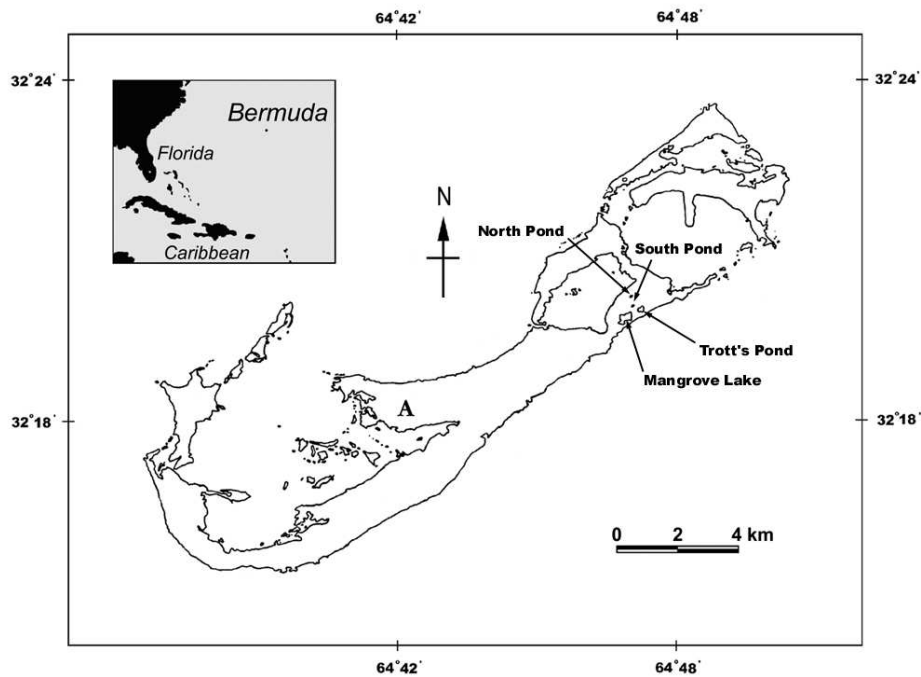 64°42' 64°48'
32°24' 32°24'
Bermuda
Florida
Caribbean
N
North Pond
South Pond
Trott's Pond
Mangrove Lake
A
32°18' 32°18'
0 2 4 km
64°42' 64°48'